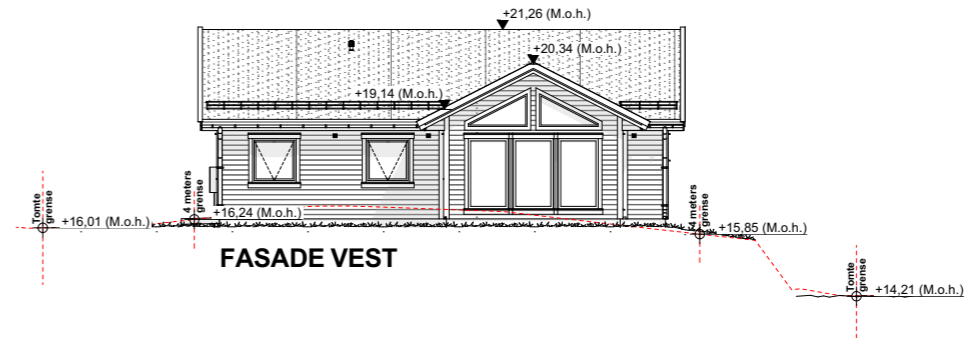 +21,26 (M.o.h.)
+20,34 (M.o.h.)
+19,14 (M.o.h.)
Tomte
grense
+16,01 (M.o.h.)
4 meters
grense
+16,24 (M.o.h.)
4 meters
grense
+15,85 (M.o.h.)
FASADE VEST
Tomte
grense
+14,21 (M.o.h.)